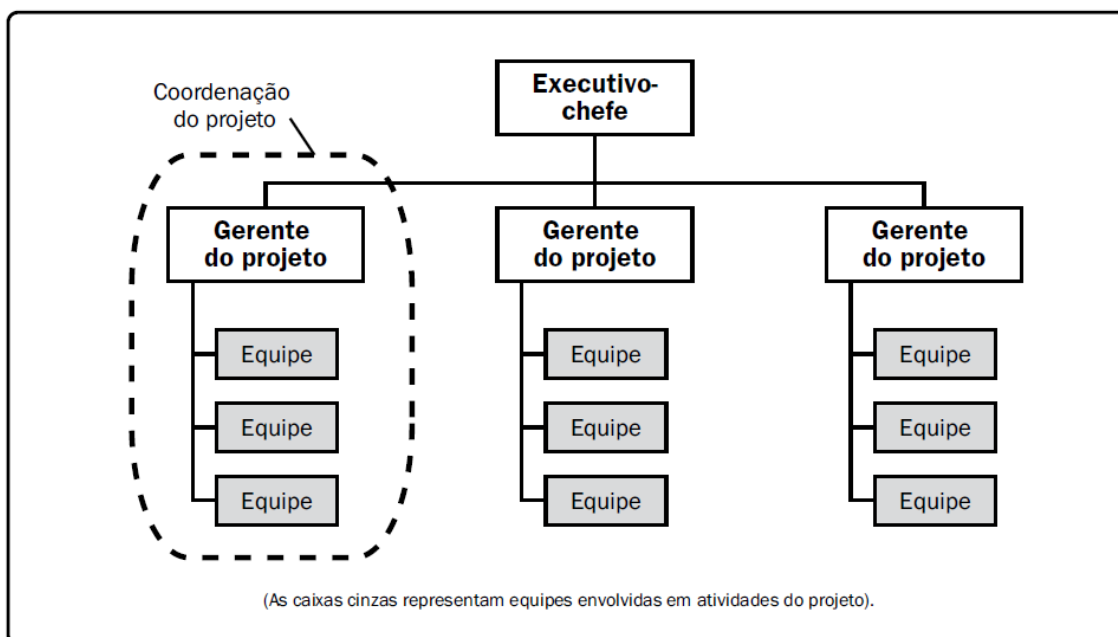 Coordenação
do projeto
Executivo-
chefe
Gerente
do projeto
Gerente
do projeto
Gerente
do projeto
Equipe
Equipe
Equipe
Equipe
Equipe
Equipe
Equipe
Equipe
Equipe
(As caixas cinzas representam equipes envolvidas em atividades do projeto).